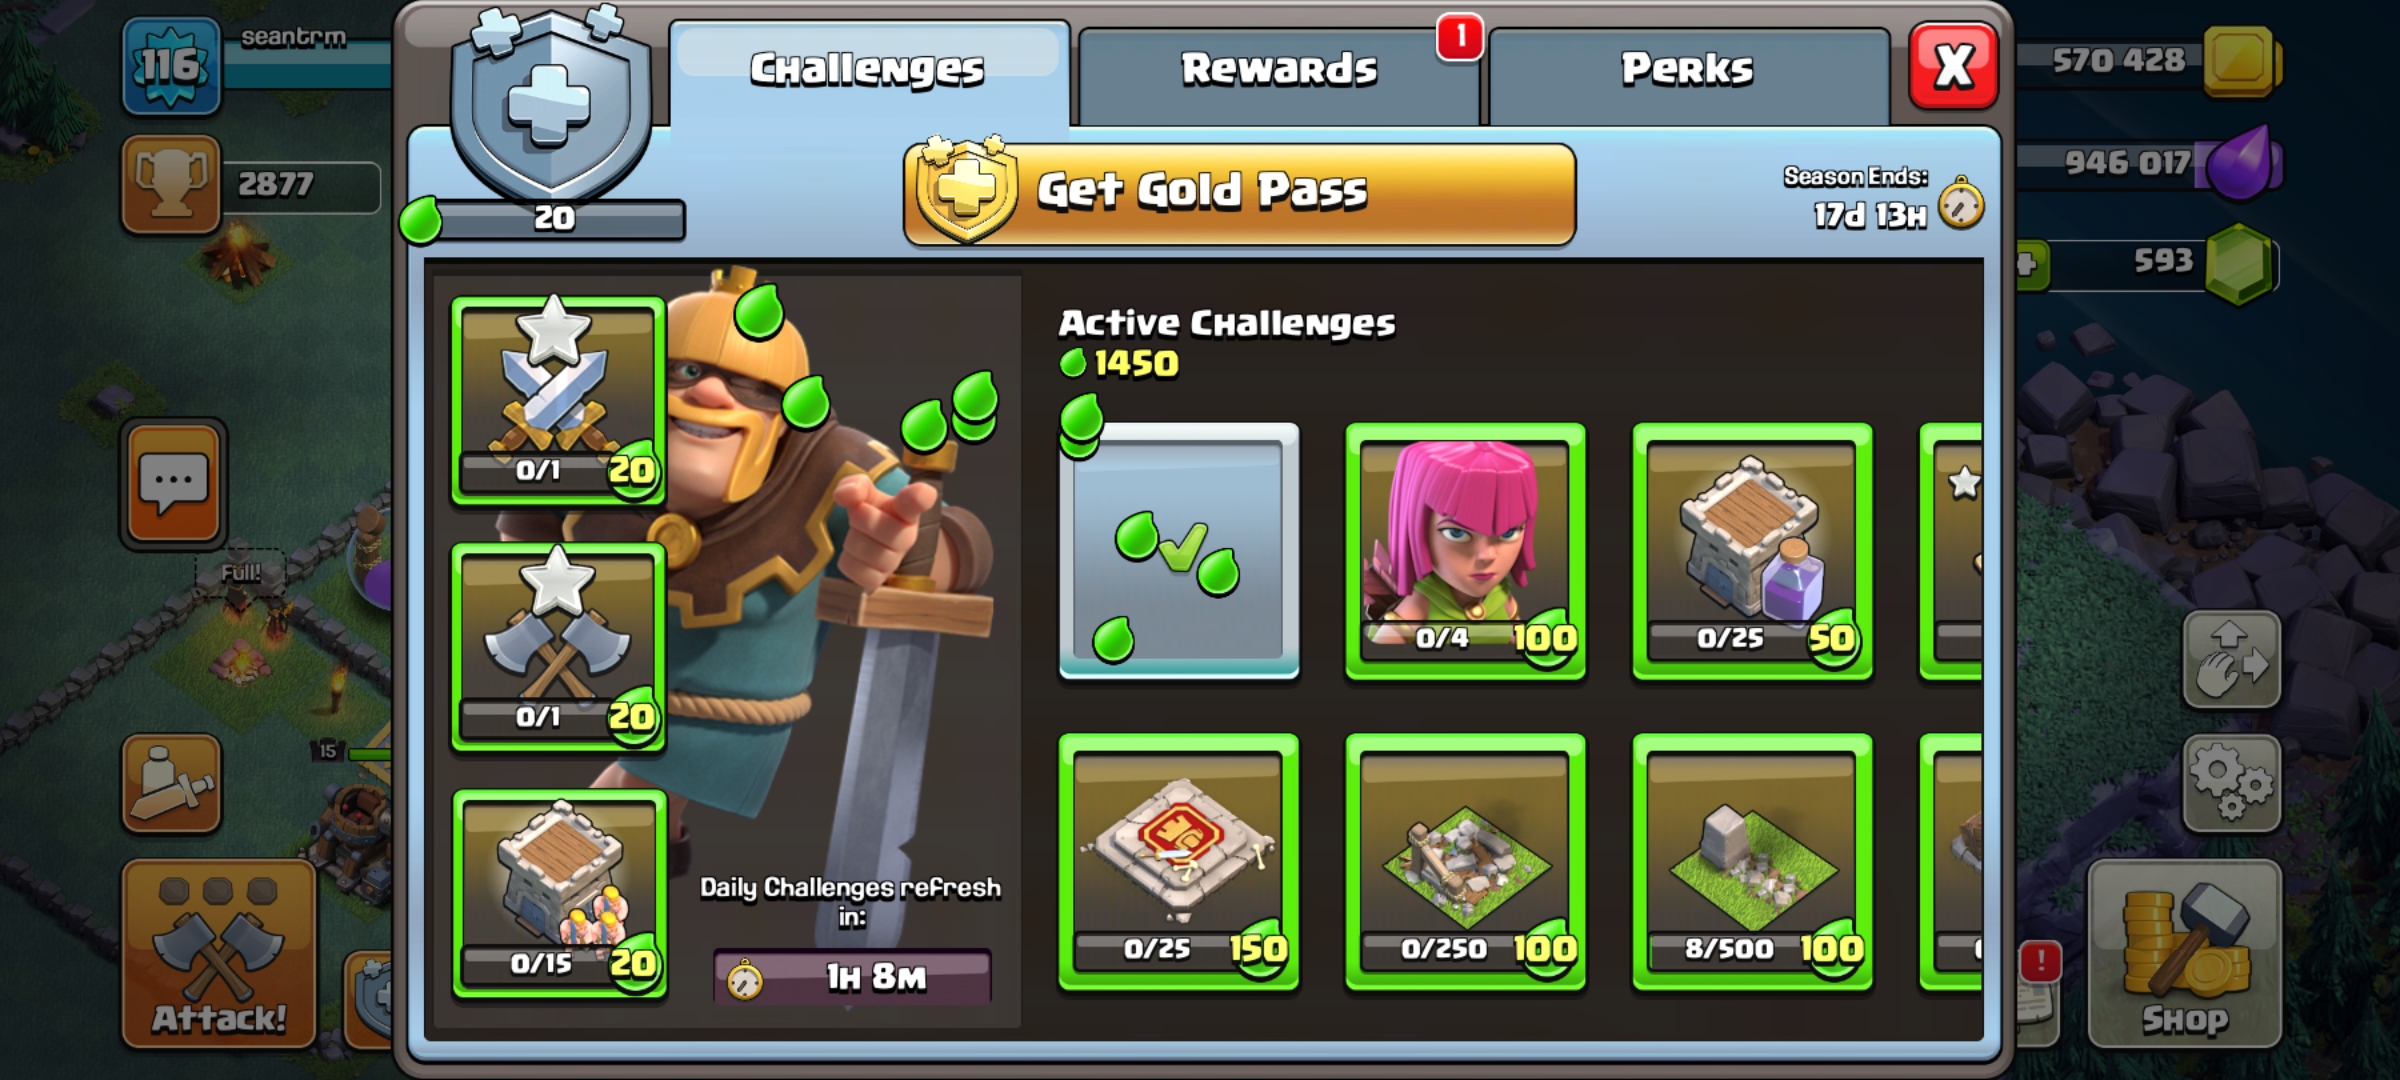 116
seantrm
2877
Challenges
Rewards
1
Perks
X
570 428
946 017
593
20
Get Gold Pass
Season Ends:
17d 13H
0/1
20
0/1
20
0/15
20
Daily Challenges refresh
in:
1H 8M
Active Challenges
1450
0/4
100
0/25
50
0/25
150
0/250
100
8/500
100
Full!
15
Attack!
!
Shop